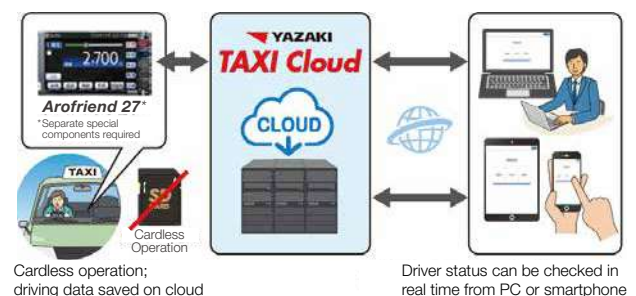 YAZAKI
TAXI Cloud
2,700
Arofriend 27*
*Separate special
components required
CLOUD
TAXI
SD
Cardless
Operation
Cardless operation;
driving data saved on cloud
Driver status can be checked in
real time from PC or smartphone